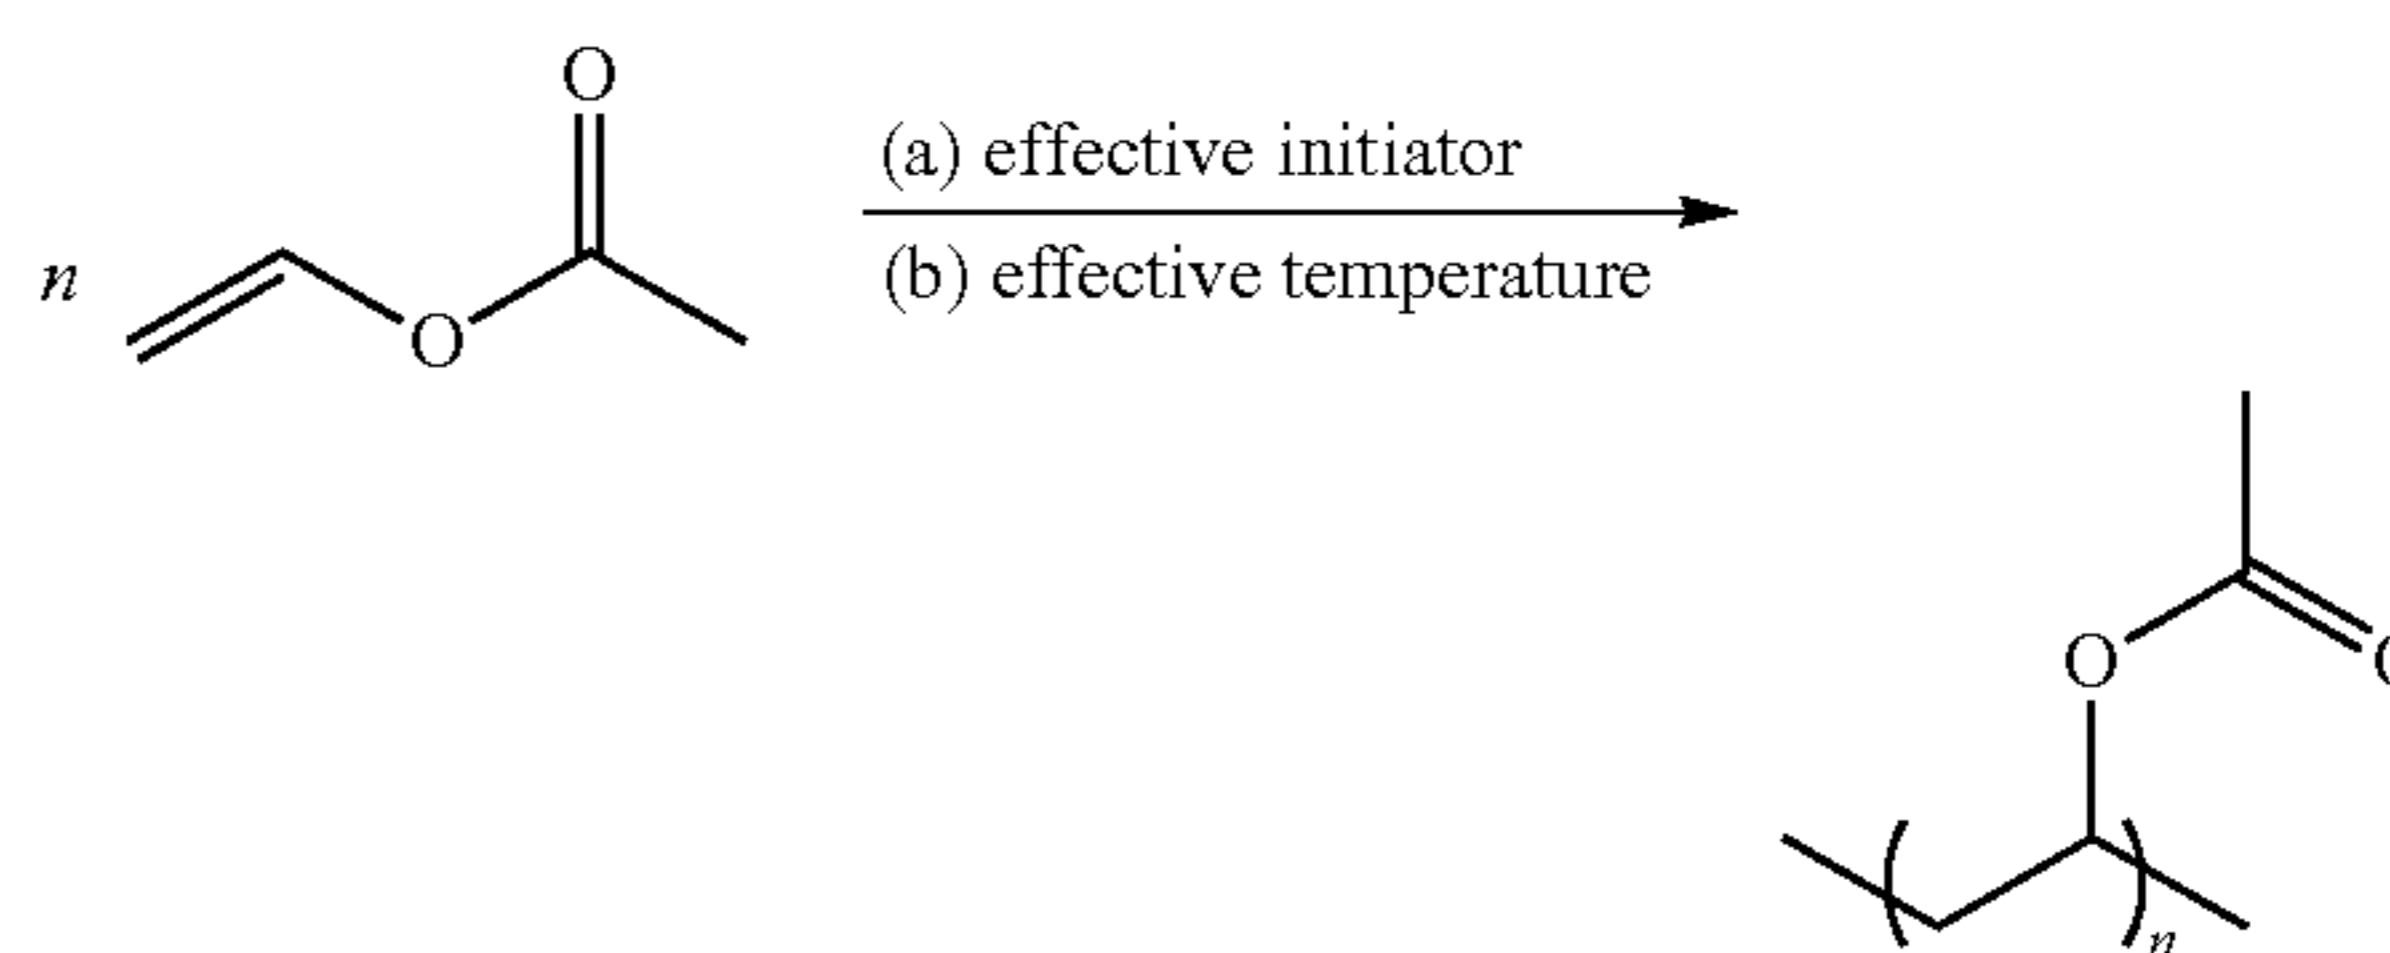 O
(a) effective initiator
n
(b) effective temperature
O
O
n